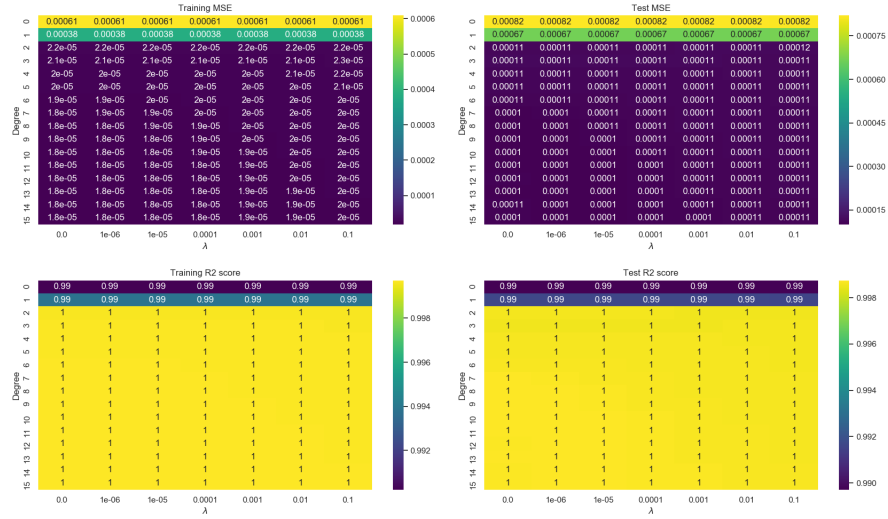 Training MSE
Degree
0 0.00061 0.00061 0.00061 0.00061 0.00061 0.00061 0.00061
1 0.00038 0.00038 0.00038 0.00038 0.00038 0.00038 0.00038
2 2.2e-05 2.2e-05 2.2e-05 2.2e-05 2.2e-05 2.2e-05 2.2e-05
3 2.1e-05 2.1e-05 2.1e-05 2.1e-05 2.1e-05 2.1e-05 2.3e-05
4 2e-05 2e-05 2e-05 2e-05 2e-05 2.1e-05 2.2e-05
5 2e-05 2e-05 2e-05 2e-05 2e-05 2e-05 2.1e-05
6 1.9e-05 1.9e-05 2e-05 2e-05 2e-05 2e-05 2e-05
7 1.8e-05 1.9e-05 1.9e-05 2e-05 2e-05 2e-05 2e-05
8 1.8e-05 1.8e-05 1.9e-05 1.9e-05 2e-05 2e-05 2e-05
9 1.8e-05 1.8e-05 1.8e-05 1.9e-05 2e-05 2e-05 2e-05
10 1.8e-05 1.8e-05 1.8e-05 1.9e-05 1.9e-05 2e-05 2e-05
11 1.8e-05 1.8e-05 1.8e-05 1.8e-05 1.9e-05 2e-05 2e-05
12 1.8e-05 1.8e-05 1.8e-05 1.8e-05 1.9e-05 2e-05 2e-05
13 1.8e-05 1.8e-05 1.8e-05 1.8e-05 1.9e-05 1.9e-05 2e-05
14 1.8e-05 1.8e-05 1.8e-05 1.8e-05 1.9e-05 1.9e-05 2e-05
15 1.8e-05 1.8e-05 1.8e-05 1.8e-05 1.8e-05 1.9e-05 2e-05
0.0 1e-06 1e-05 0.0001 0.001 0.01 0.1
λ
0.0006
0.0005
0.0004
0.0003
0.0002
0.0001
Test MSE
Degree
0 0.00082 0.00082 0.00082 0.00082 0.00082 0.00082 0.00082
1 0.00067 0.00067 0.00067 0.00067 0.00067 0.00067 0.00067
2 0.00011 0.00011 0.00011 0.00011 0.00011 0.00011 0.00012
3 0.00011 0.00011 0.00011 0.00011 0.00011 0.00011 0.00011
4 0.00011 0.00011 0.00011 0.00011 0.00011 0.00011 0.00011
5 0.00011 0.00011 0.00011 0.00011 0.00011 0.00011 0.00011
6 0.00011 0.00011 0.00011 0.00011 0.00011 0.00011 0.00011
7 0.0001 0.0001 0.00011 0.00011 0.00011 0.00011 0.00011
8 0.0001 0.0001 0.00011 0.00011 0.00011 0.00011 0.00011
9 0.0001 0.0001 0.0001 0.00011 0.00011 0.00011 0.00011
10 0.0001 0.0001 0.0001 0.00011 0.00011 0.00011 0.00011
11 0.0001 0.0001 0.0001 0.0001 0.00011 0.00011 0.00011
12 0.0001 0.0001 0.0001 0.0001 0.00011 0.00011 0.00011
13 0.0001 0.0001 0.0001 0.0001 0.00011 0.00011 0.00011
14 0.00011 0.0001 0.0001 0.0001 0.00011 0.00011 0.00011
15 0.0001 0.0001 0.0001 0.0001 0.0001 0.00011 0.00011
0.0 1e-06 1e-05 0.0001 0.001 0.01 0.1
λ
0.00075
0.00060
0.00045
0.00030
0.00015
Training R2 score
Degree
0 0.99 0.99 0.99 0.99 0.99 0.99 0.99
1 0.99 0.99 0.99 0.99 0.99 0.99 0.99
2 1 1 1 1 1 1 1
3 1 1 1 1 1 1 1
4 1 1 1 1 1 1 1
5 1 1 1 1 1 1 1
6 1 1 1 1 1 1 1
7 1 1 1 1 1 1 1
8 1 1 1 1 1 1 1
9 1 1 1 1 1 1 1
10 1 1 1 1 1 1 1
11 1 1 1 1 1 1 1
12 1 1 1 1 1 1 1
13 1 1 1 1 1 1 1
14 1 1 1 1 1 1 1
15 1 1 1 1 1 1 1
0.0 1e-06 1e-05 0.0001 0.001 0.01 0.1
λ
0.998
0.996
0.994
0.992
Test R2 score
Degree
0 0.99 0.99 0.99 0.99 0.99 0.99 0.99
1 0.99 0.99 0.99 0.99 0.99 0.99 0.99
2 1 1 1 1 1 1 1
3 1 1 1 1 1 1 1
4 1 1 1 1 1 1 1
5 1 1 1 1 1 1 1
6 1 1 1 1 1 1 1
7 1 1 1 1 1 1 1
8 1 1 1 1 1 1 1
9 1 1 1 1 1 1 1
10 1 1 1 1 1 1 1
11 1 1 1 1 1 1 1
12 1 1 1 1 1 1 1
13 1 1 1 1 1 1 1
14 1 1 1 1 1 1 1
15 1 1 1 1 1 1 1
0.0 1e-06 1e-05 0.0001 0.001 0.01 0.1
λ
0.998
0.996
0.994
0.992
0.990